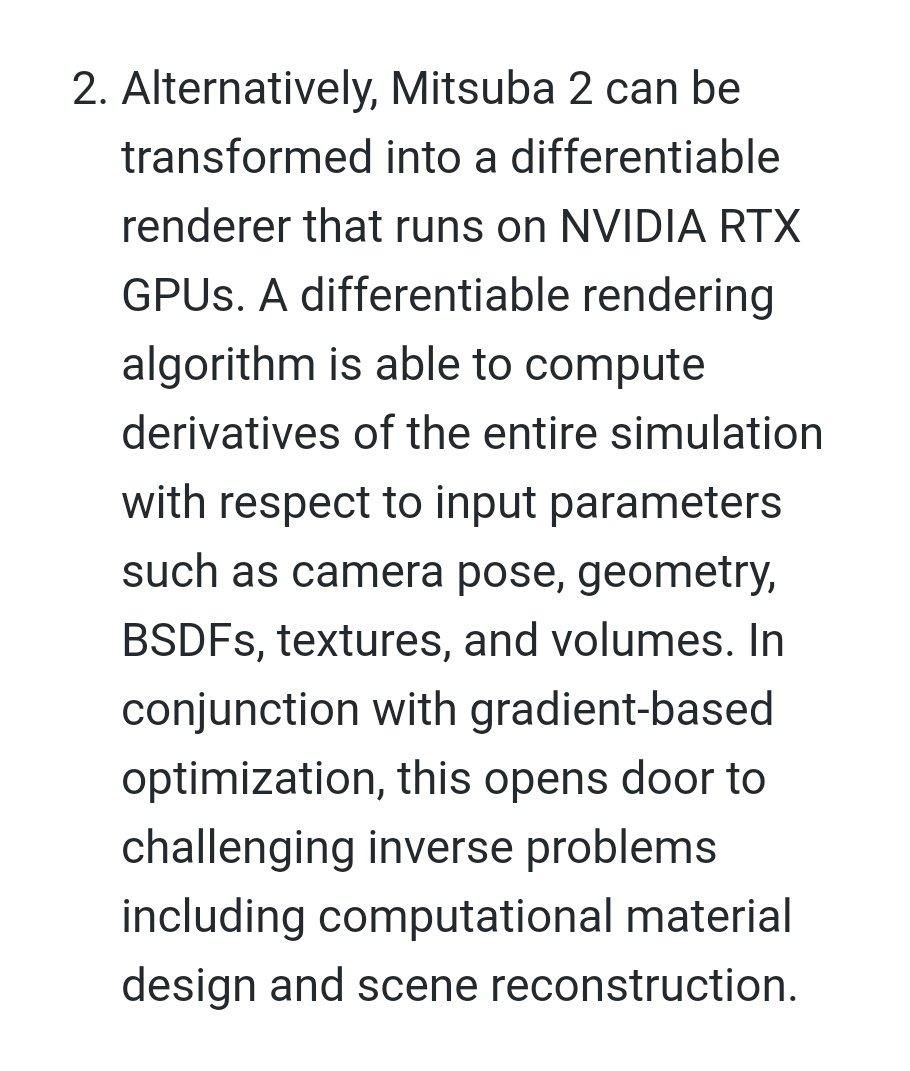 2. Alternatively, Mitsuba 2 can be
transformed into a differentiable
renderer that runs on NVIDIA RTX
GPUs. A differentiable rendering
algorithm is able to compute
derivatives of the entire simulation
with respect to input parameters
such as camera pose, geometry,
BSDFs, textures, and volumes. In
conjunction with gradient-based
optimization, this opens door to
challenging inverse problems
including computational material
design and scene reconstruction.